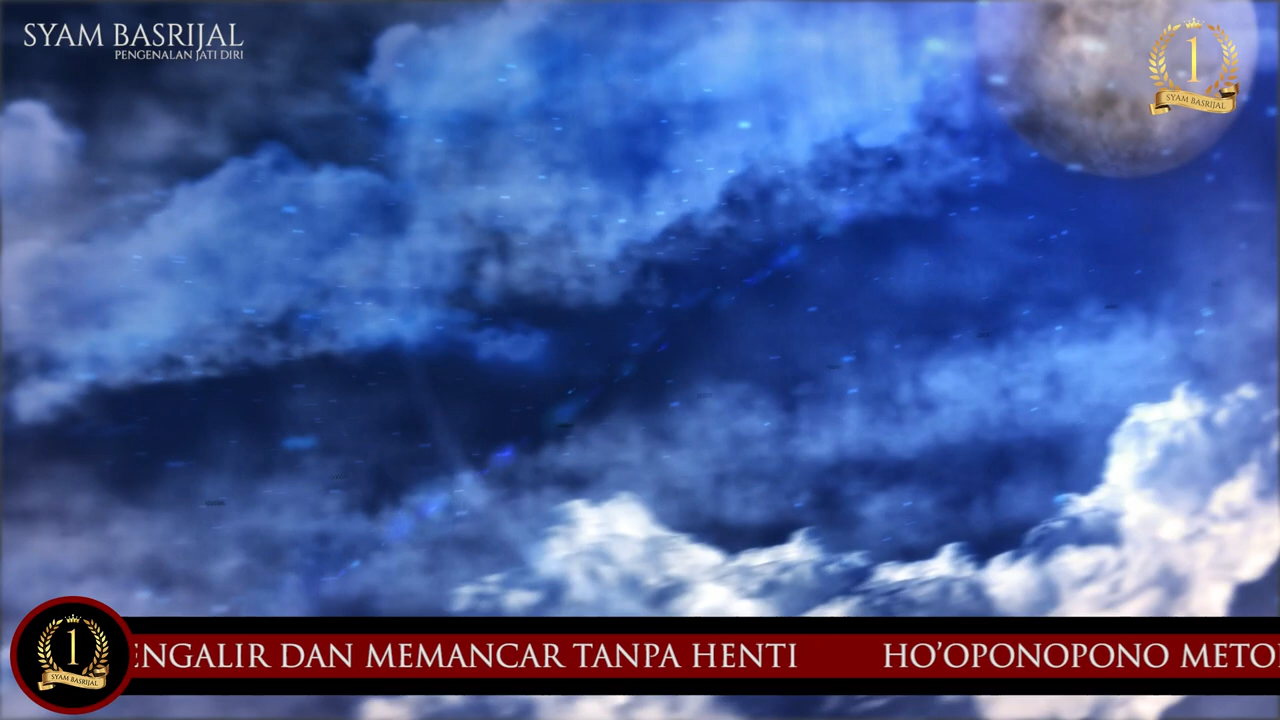 SYAM BASRIJAL
PENGENALAN JATI DIRI
1
SYAM BASRIJAL
1
SYAM BASRIJAL
ENGALIR DAN MEMANCAR TANPA HENTI HO'OPONOPONO METO